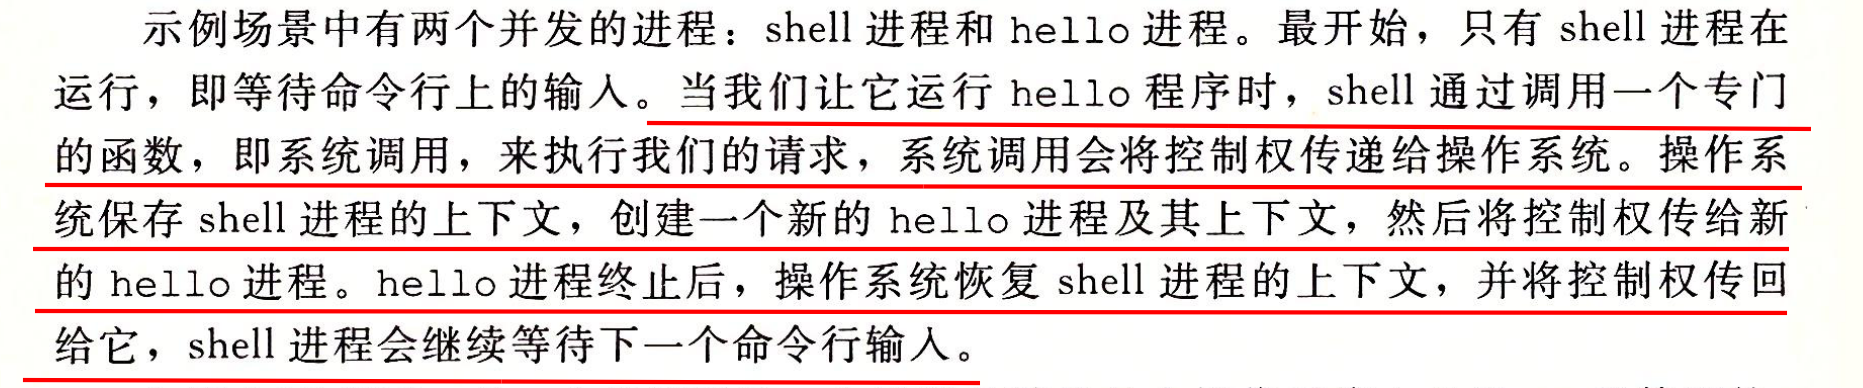 示例场景中有两个并发的进程：shell 进程和 hello 进程。最开始，只有 shell 进程在
运行，即等待命令行上的输入。当我们让它运行 hello 程序时，shell 通过调用一个专门
的函数，即系统调用，来执行我们的请求，系统调用会将控制权传递给操作系统。操作系
统保存 shell 进程的上下文，创建一个新的 hello 进程及其上下文，然后将控制权传给新
的 hello 进程。hello 进程终止后，操作系统恢复 shell 进程的上下文，并将控制权传回
给它，shell 进程会继续等待下一个命令行输入。